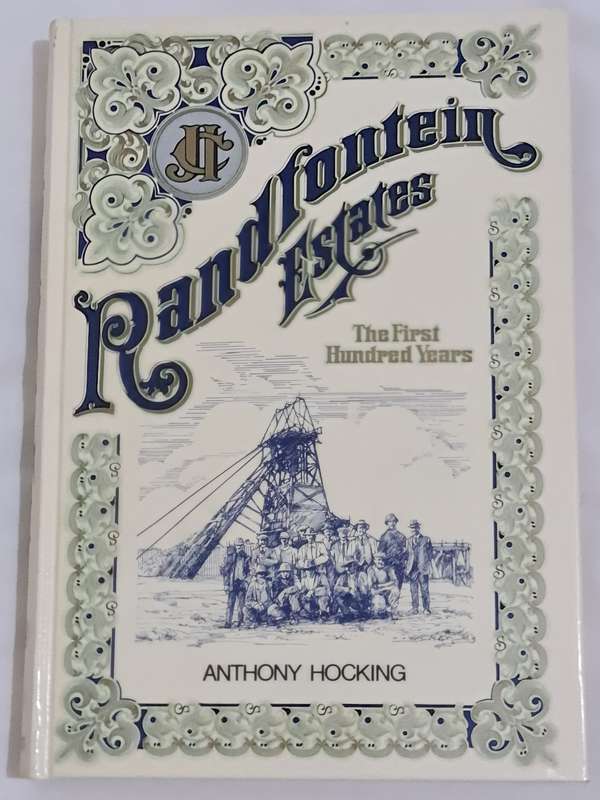 JCI
Randfontein
Estates
The First
Hundred Years
ANTHONY HOCKING